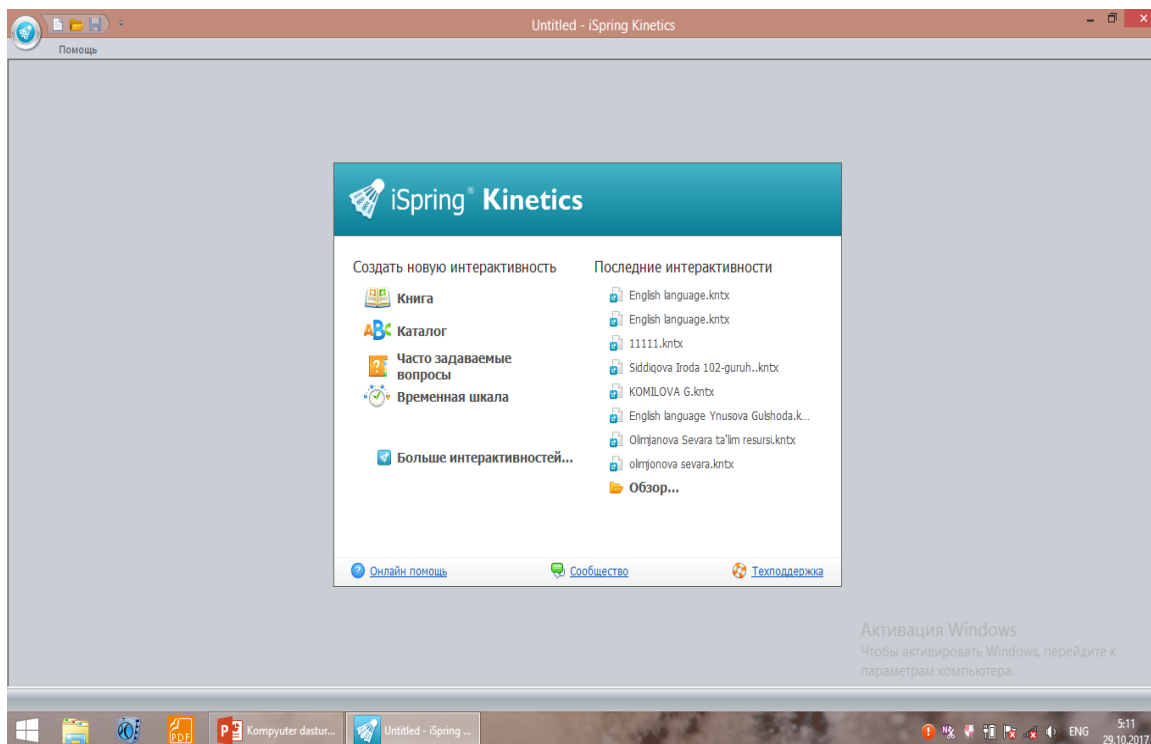 Untitled - iSpring Kinetics
Помощь
iSpring® Kinetics
Создать новую интерактивность
Книга
Каталог
Часто задаваемые
вопросы
Временная шкала
Больше интерактивностей...
Последние интерактивности
English language.kntx
English language.kntx
11111.kntx
Siddiqova Iroda 102-guruh..kntx
KOMILOVA G.kntx
English language Ynusova Gulshoda.k...
Olimjanova Sevara ta'lim resursi.kntx
olimjonova sevara.kntx
Обзор...
Онлайн помощь
Сообщество
Техподдержка
Активация Windows
Чтобы активировать Windows, перейдите к
параметрам компьютера.
PDF
Kompyuter dastur...
Untitled - iSpring ...
ENG
5:11
29.10.2017